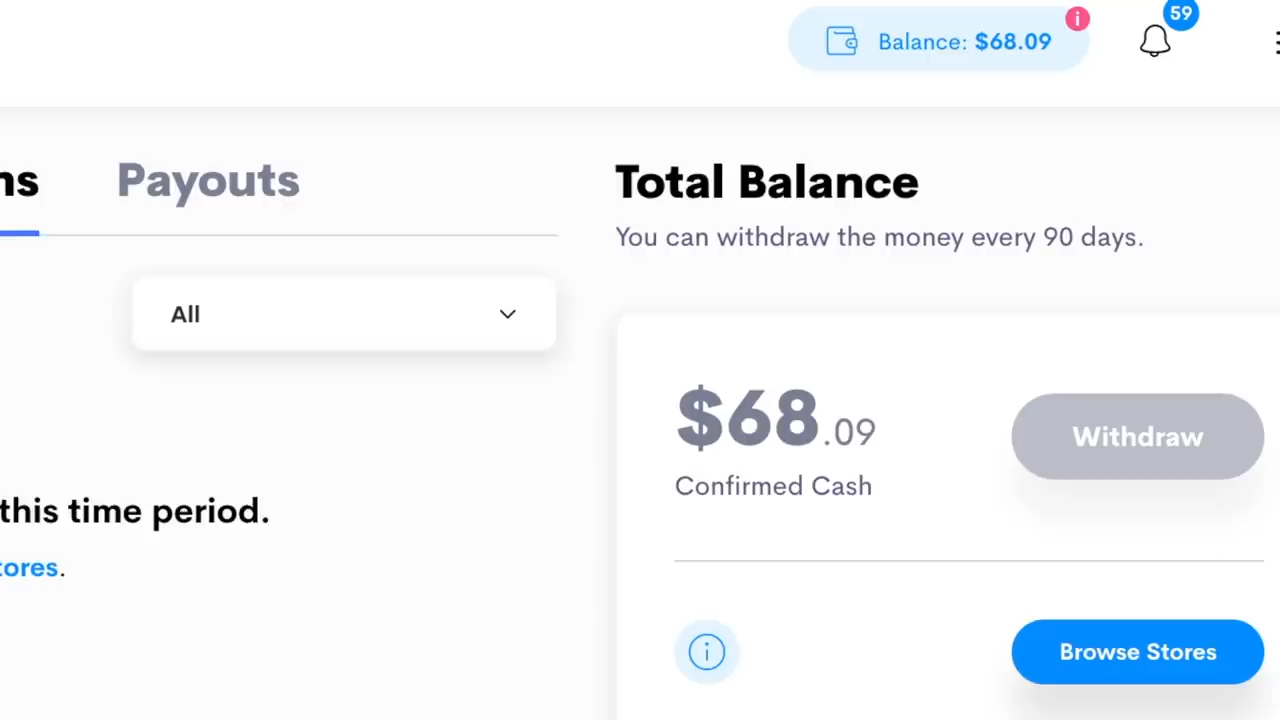 59
Balance: $68.09
ns
Payouts
Total Balance
You can withdraw the money every 90 days.
All
$68.09
Withdraw
Confirmed Cash
this time period.
tores.
Browse Stores